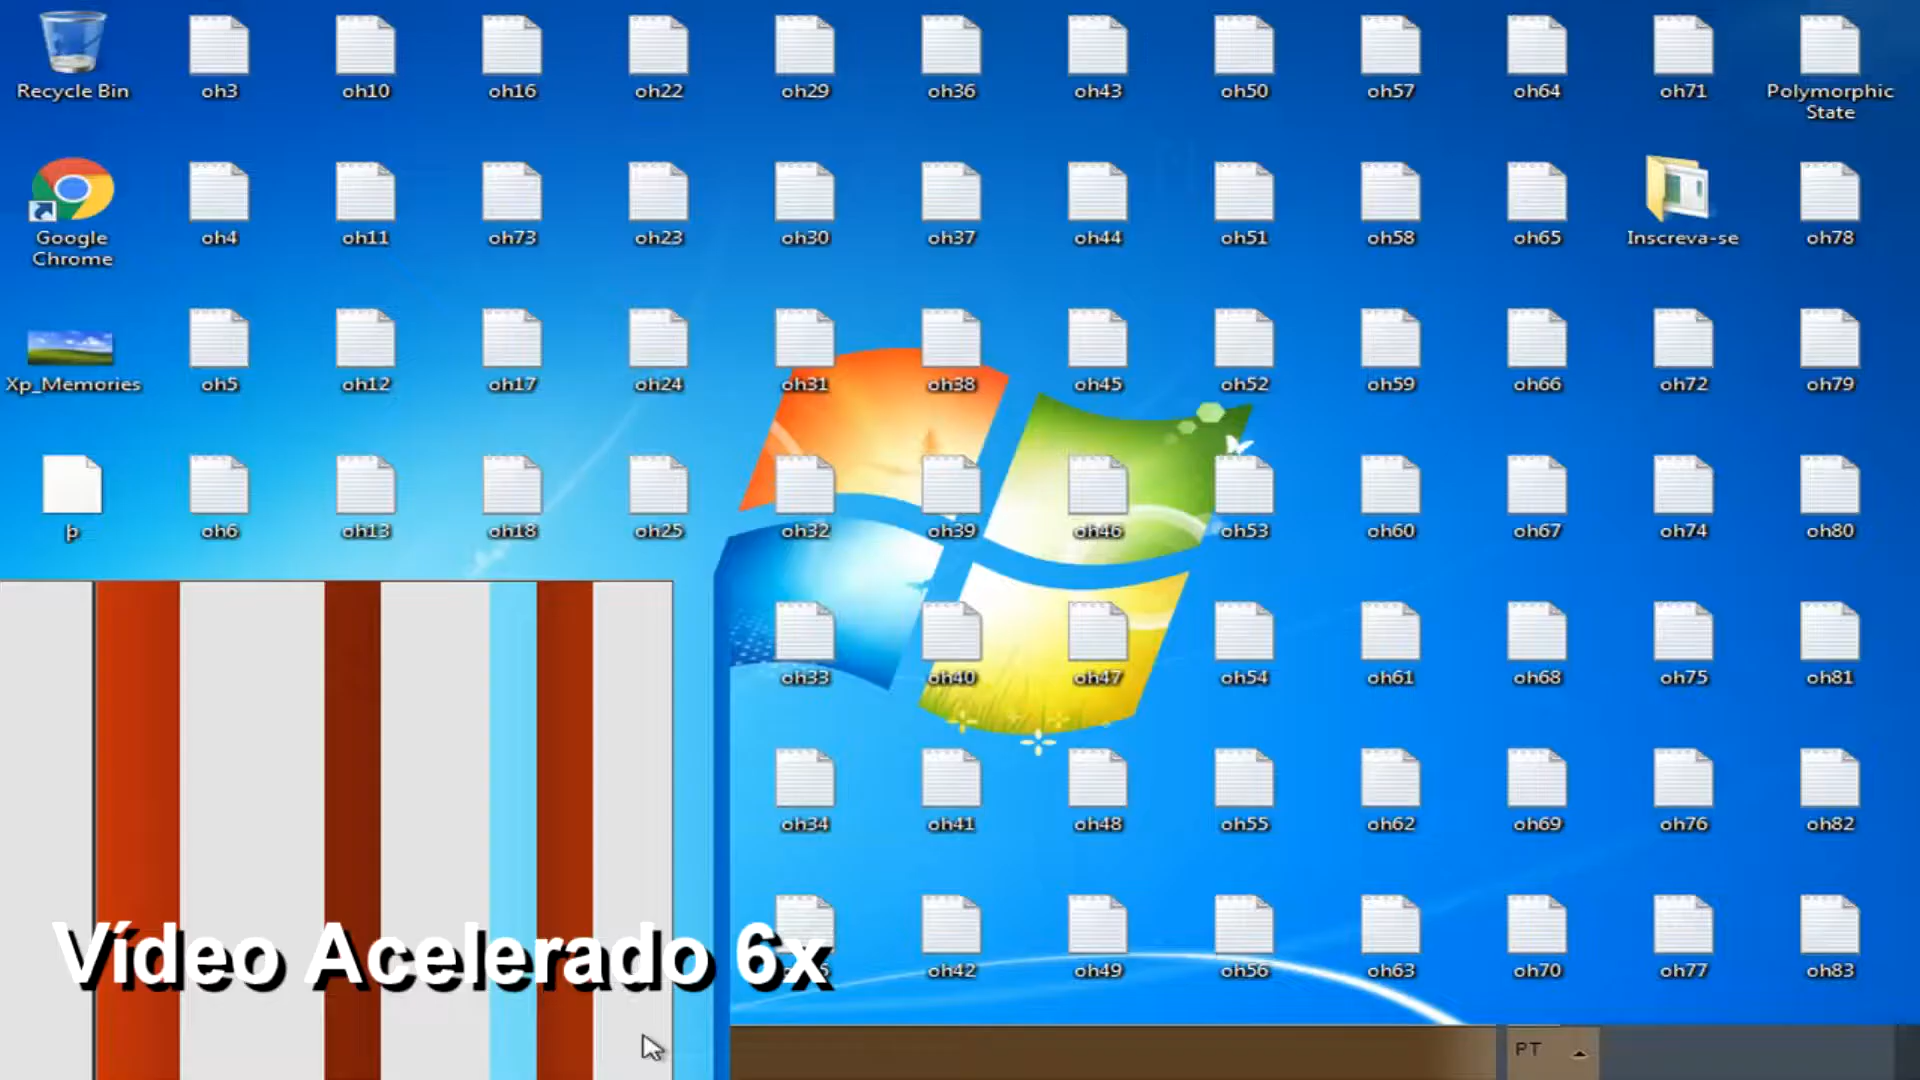 Recycle Bin
oh3
oh10
oh16
oh22
oh29
oh36
oh43
oh50
oh57
oh64
oh71
Polymorphic
State
Google
Chrome
oh4
oh11
oh73
oh23
oh30
oh37
oh44
oh51
oh58
oh65
Inscreva-se
oh78
Xp_Memories
oh5
oh12
oh17
oh24
oh31
oh38
oh45
oh52
oh59
oh66
oh72
oh79
þ
oh6
oh13
oh18
oh25
oh32
oh39
oh46
oh53
oh60
oh67
oh74
oh80
oh33
oh40
oh47
oh54
oh61
oh68
oh75
oh81
oh34
oh41
oh48
oh55
oh62
oh69
oh76
oh82
Vídeo Acelerado 6x
oh42
oh49
oh56
oh63
oh70
oh77
oh83
PT